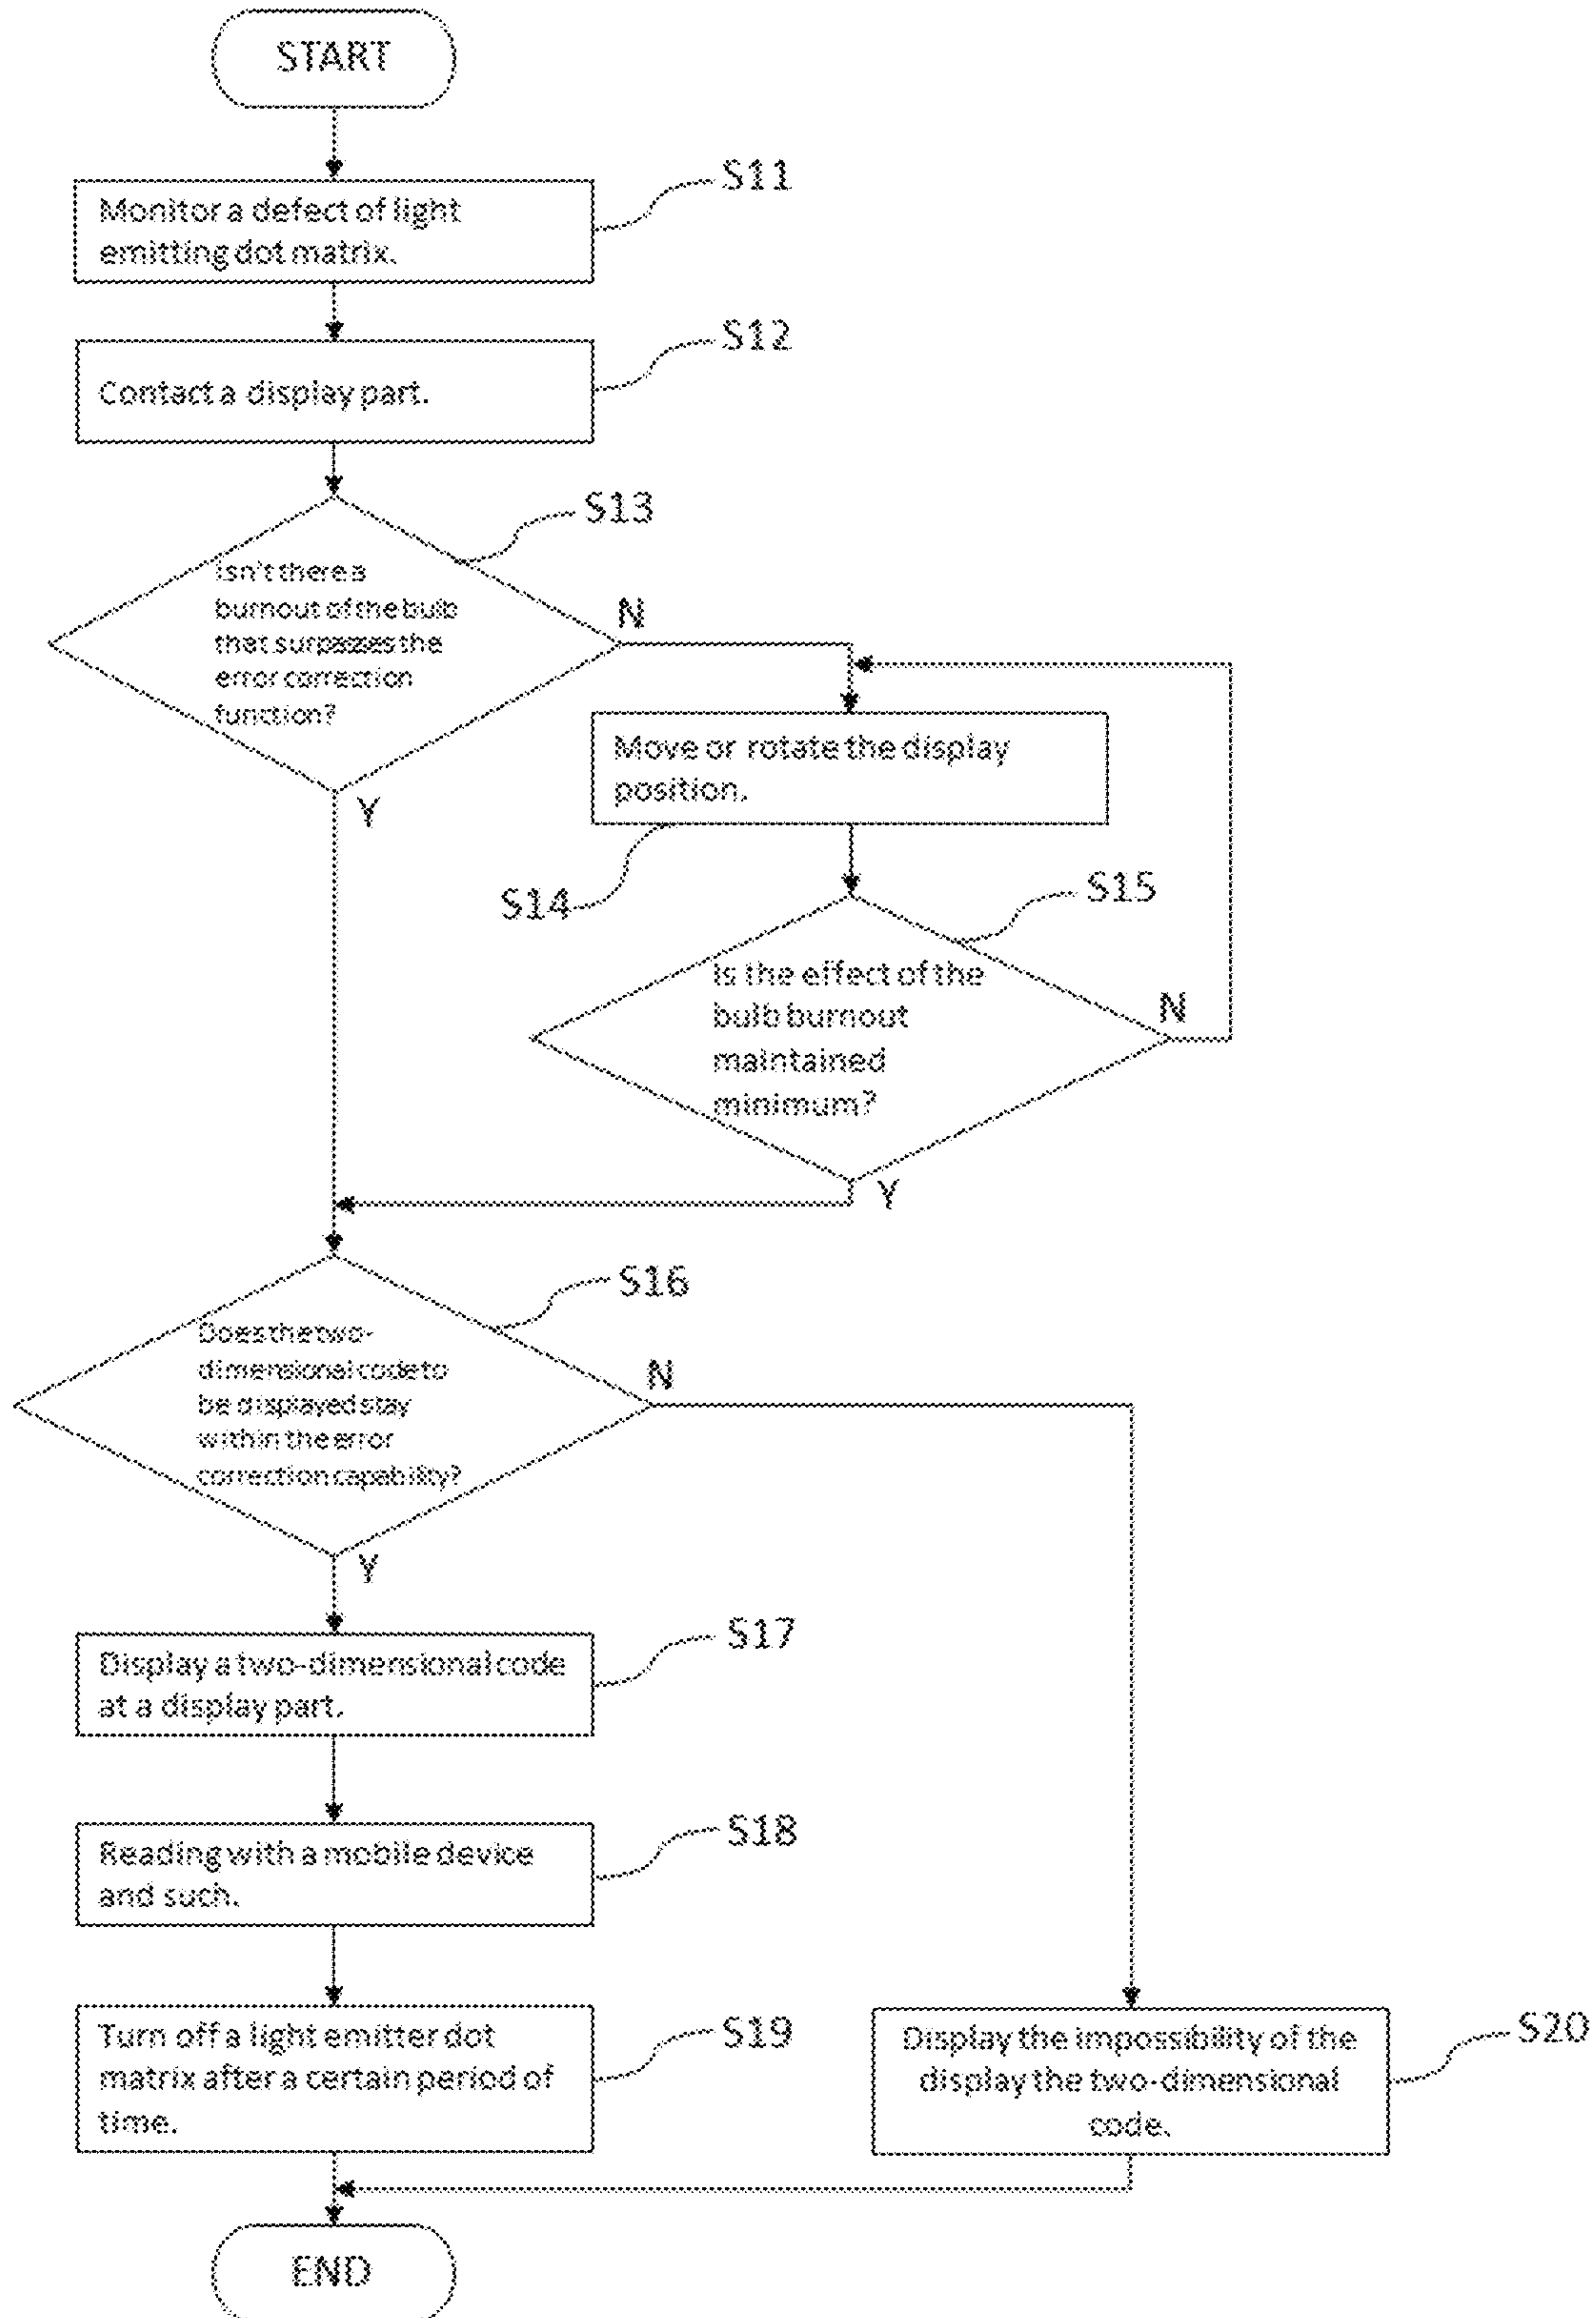 START
S11
Monitor a defect of light
emitting dot matrix.
S12
Contact a display part.
S13
Isn't there a
burnout of the bulb
that surpasses the
error correction
function?
N
Y
Move or rotate the display
position.
S14
S15
Is the effect of the
bulb burnout
maintained
minimum?
N
Y
S16
Does the two-
dimensional code to
be displayed stay
within the error
correction capability?
N
Y
S17
Display a two-dimensional code
at a display part.
S18
Reading with a mobile device
and such.
S19
Turn off a light emitter dot
matrix after a certain period of
time.
S20
Display the impossibility of the
display the two-dimensional
code.
END